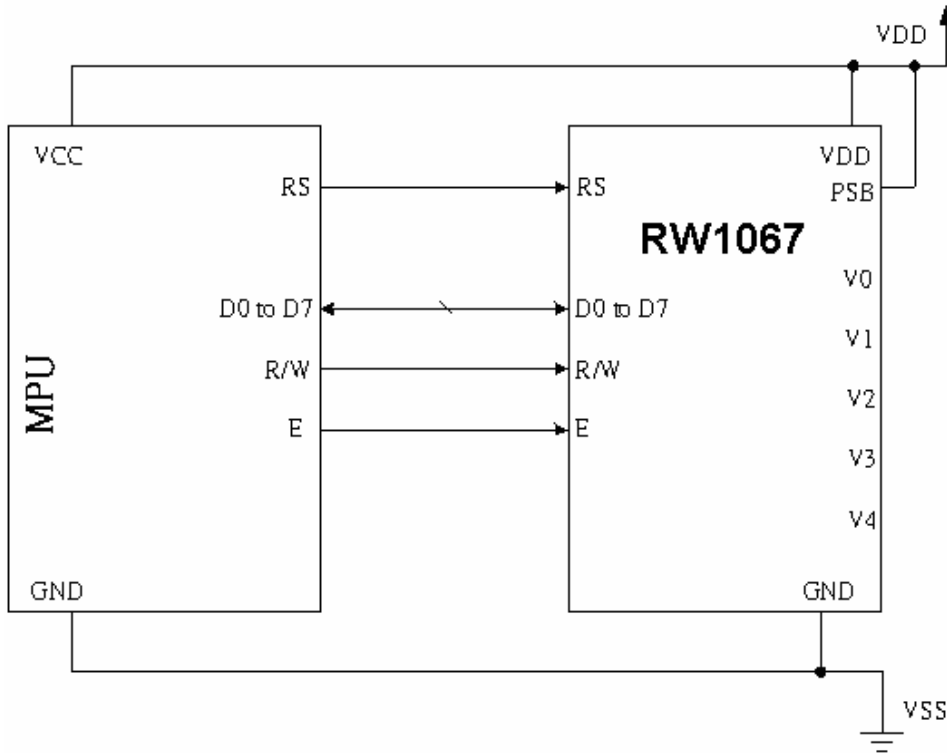 VDD
VCC
VDD
RS
RS
PSB
RW1067
V0
D0 to D7
D0 to D7
V1
R/W
R/W
MPU
V2
E
E
V3
V4
GND
GND
VSS